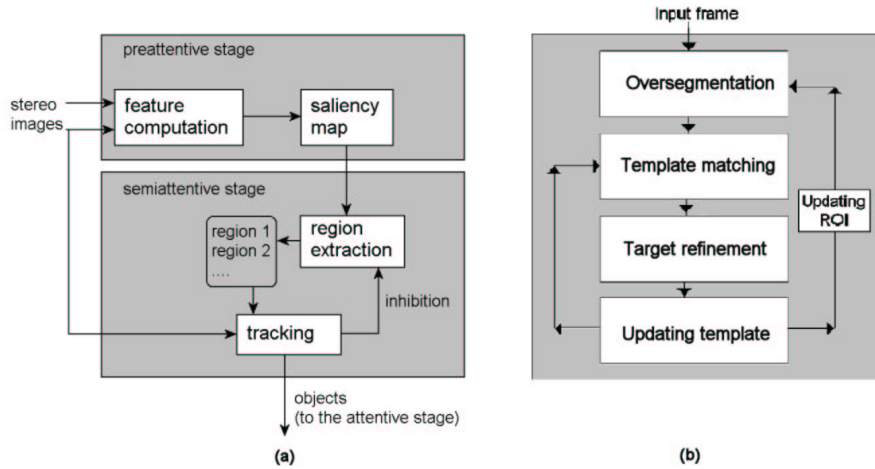 preattentive stage
stereo
images
feature
computation
saliency
map
semiattentive stage
region 1
region 2
....
region
extraction
inhibition
tracking
objects
(to the attentive stage)
(a)
Input frame
Oversegmentation
Template matching
Updating
ROI
Target refinement
Updating template
(b)